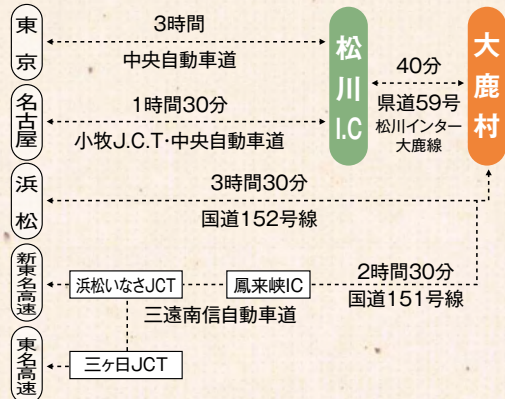 東京
3時間
中央自動車道
名古屋
1時間30分
小牧J.C.T・中央自動車道
松川I.C
40分
県道59号
松川インター
大鹿線
大鹿村
浜松
3時間30分
国道152号線
新東名高速
浜松いなさJCT
鳳来峡IC
2時間30分
国道151号線
三遠南信自動車道
東名高速
三ヶ日JCT